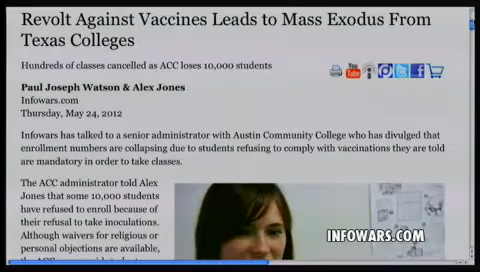 Revolt Against Vaccines Leads to Mass Exodus From
Texas Colleges
Hundreds of classes cancelled as ACC loses 10,000 students
You
Tube
Paul Joseph Watson & Alex Jones
Infowars.com
Thursday, May 24, 2012
Infowars has talked to a senior administrator with Austin Community College who has divulged that
enrollment numbers are collapsing due to students refusing to comply with vaccinations they are told
are mandatory in order to take classes.
The ACC administrator told Alex
Jones that some 10,000 students
have refused to enroll because of
their refusal to take inoculations.
Although waivers for religious or
personal objections are available,
INFOWARS.COM